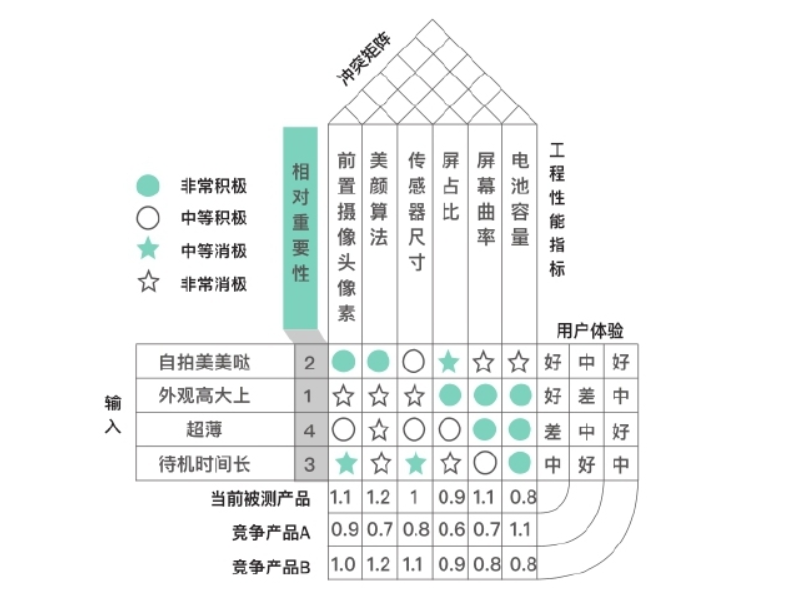 冲突矩阵
相对重要性
前置摄像头像素
美颜算法
传感器尺寸
屏占比
屏幕曲率
电池容量
工程性能指标
非常积极
中等积极
中等消极
非常消极
用户体验
输入
自拍美美哒 2 好 中 好
外观高大上 1 好 差 中
超薄 4 差 中 好
待机时间长 3 中 好 中
当前被测产品 1.1 1.2 1 0.9 1.1 0.8
竞争产品A 0.9 0.7 0.8 0.6 0.7 1.1
竞争产品B 1.0 1.2 1.1 0.9 0.8 0.8